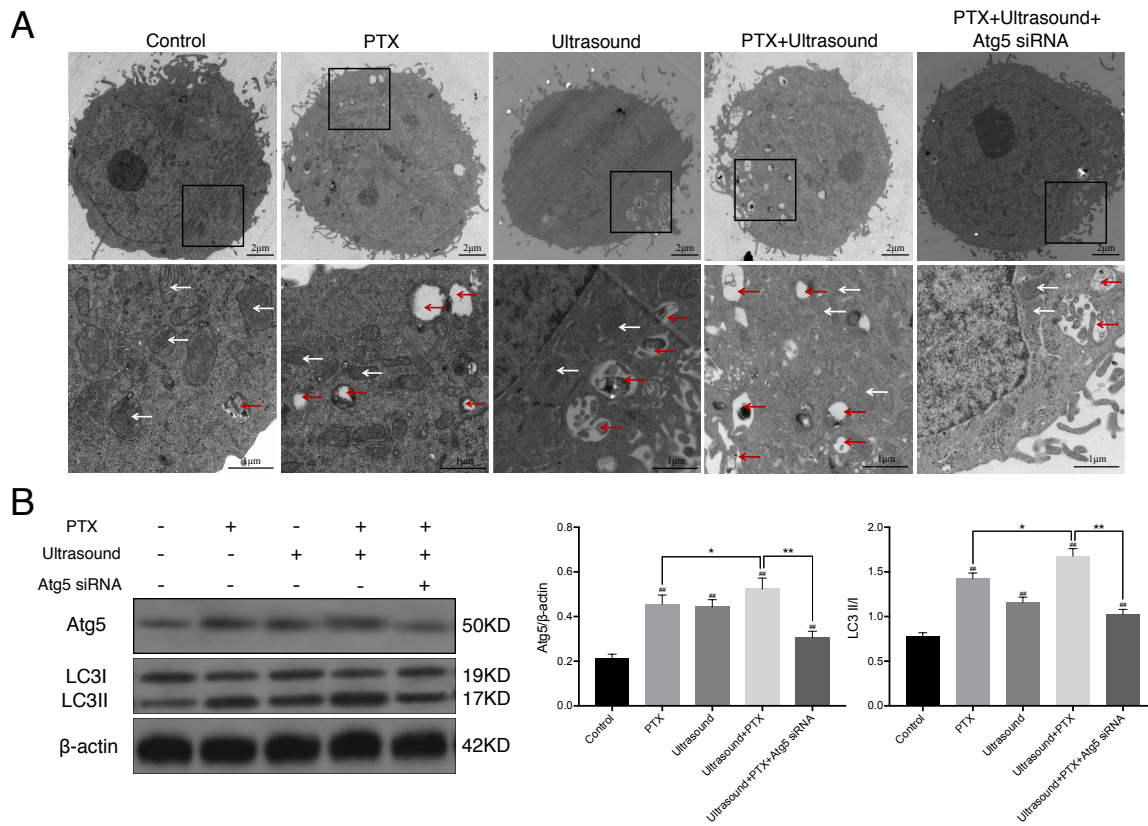 A
Control
PTX
Ultrasound
PTX+Ultrasound
PTX+Ultrasound+
Atg5 siRNA
2μm
2μm
2μm
2μm
2μm
1μm
1μm
1μm
1μm
1μm
B
PTX - + - + +
Ultrasound - - + + +
Atg5 siRNA - - - - +
Atg5 50KD
LC3I 19KD
LC3II 17KD
β-actin 42KD
Atg5/β-actin
0.8
0.6
0.4
0.2
0.0
##
##
##
##
*
**
Control
PTX
Ultrasound
Ultrasound+PTX
Ultrasound+PTX+Atg5 siRNA
LC3 II/I
2.0
1.5
1.0
0.5
0.0
##
##
##
##
*
**
Control
PTX
Ultrasound
Ultrasound+PTX
Ultrasound+PTX+Atg5 siRNA